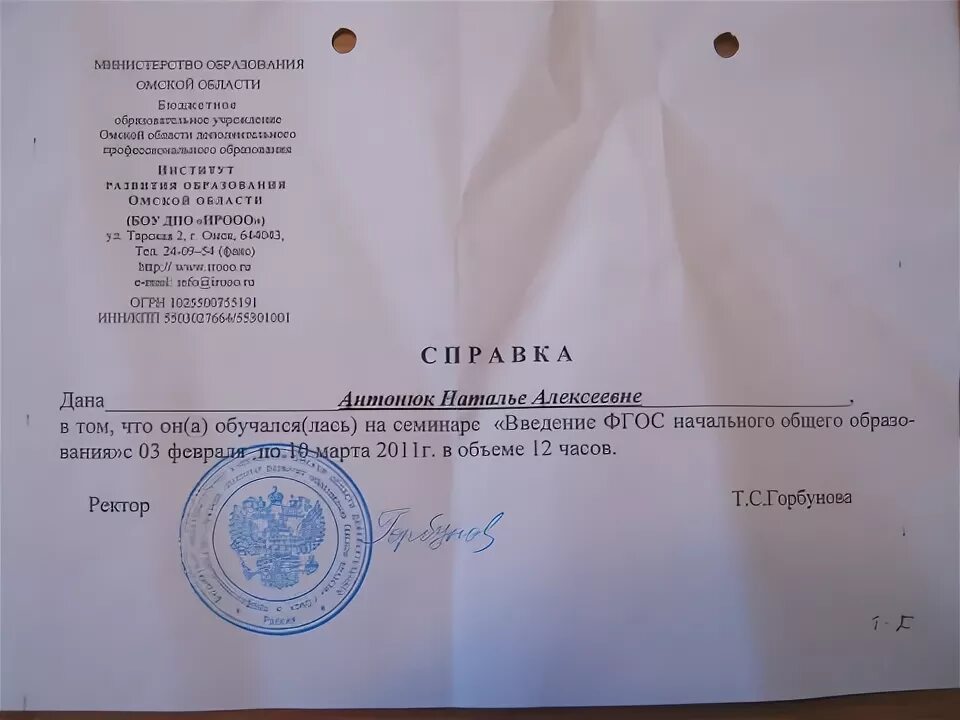 МИНИСТЕРСТВО ОБРАЗОВАНИЯ
ОМСКОЙ ОБЛАСТИ
Бюджетное
образовательное учреждение
Омской области дополнительного
профессионального образования
ИНСТИТУТ
РАЗВИТИЯ ОБРАЗОВАНИЯ
ОМСКОЙ ОБЛАСТИ
(БОУ ДПО «ИРООО»)
ул. Тарская 2, г. Омск, 644043,
Тел. 24-09-54 (факс)
http:// www.irooo.ru
e-mail: info@irooo.ru
ОГРН 1025500755191
ИНН/КПП 5503027664/55301001
СПРАВКА
Дана Антонюк Наталье Алексеевне,
в том, что он(а) обучался(лась) на семинаре «Введение ФГОС начального общего образо-
вания»с 03 февраля по 10 марта 2011г. в объеме 12 часов.
Ректор
Т.С.Горбунова
Горбунов